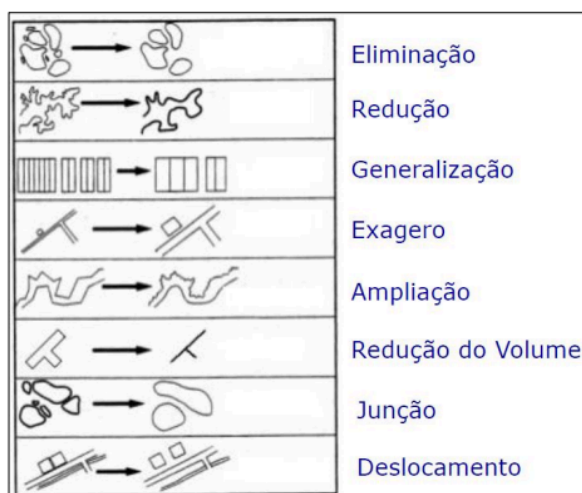 Eliminação
Redução
Generalização
Exagero
Ampliação
Redução do Volume
Junção
Deslocamento